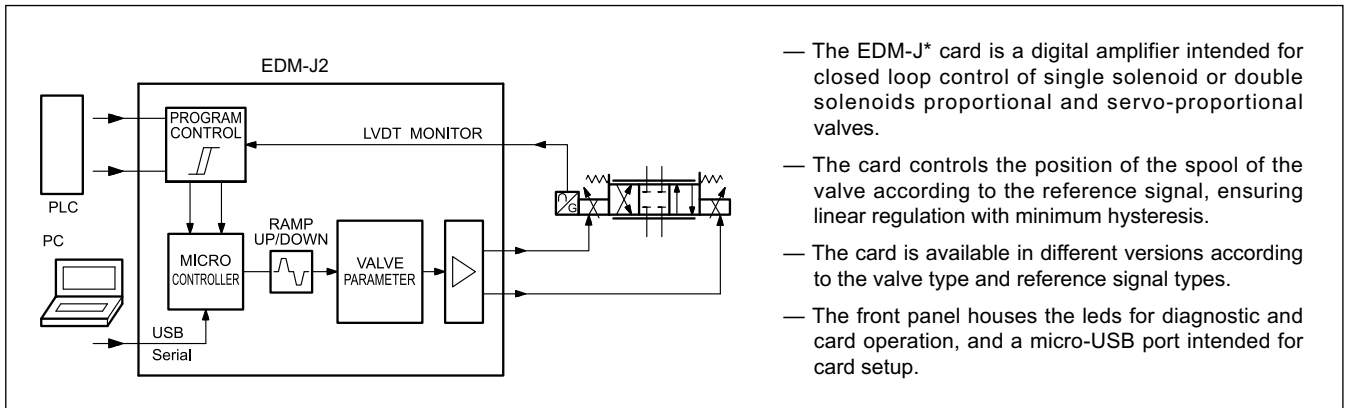 EDM-J2
PROGRAM
CONTROL
LVDT MONITOR
PLC
PC
MICRO
CONTROLLER
RAMP
UP/DOWN
VALVE
PARAMETER
USB
Serial
G
— The EDM-J* card is a digital amplifier intended for
closed loop control of single solenoid or double
solenoids proportional and servo-proportional
valves.
— The card controls the position of the spool of the
valve according to the reference signal, ensuring
linear regulation with minimum hysteresis.
— The card is available in different versions according
to the valve type and reference signal types.
— The front panel houses the leds for diagnostic and
card operation, and a micro-USB port intended for
card setup.